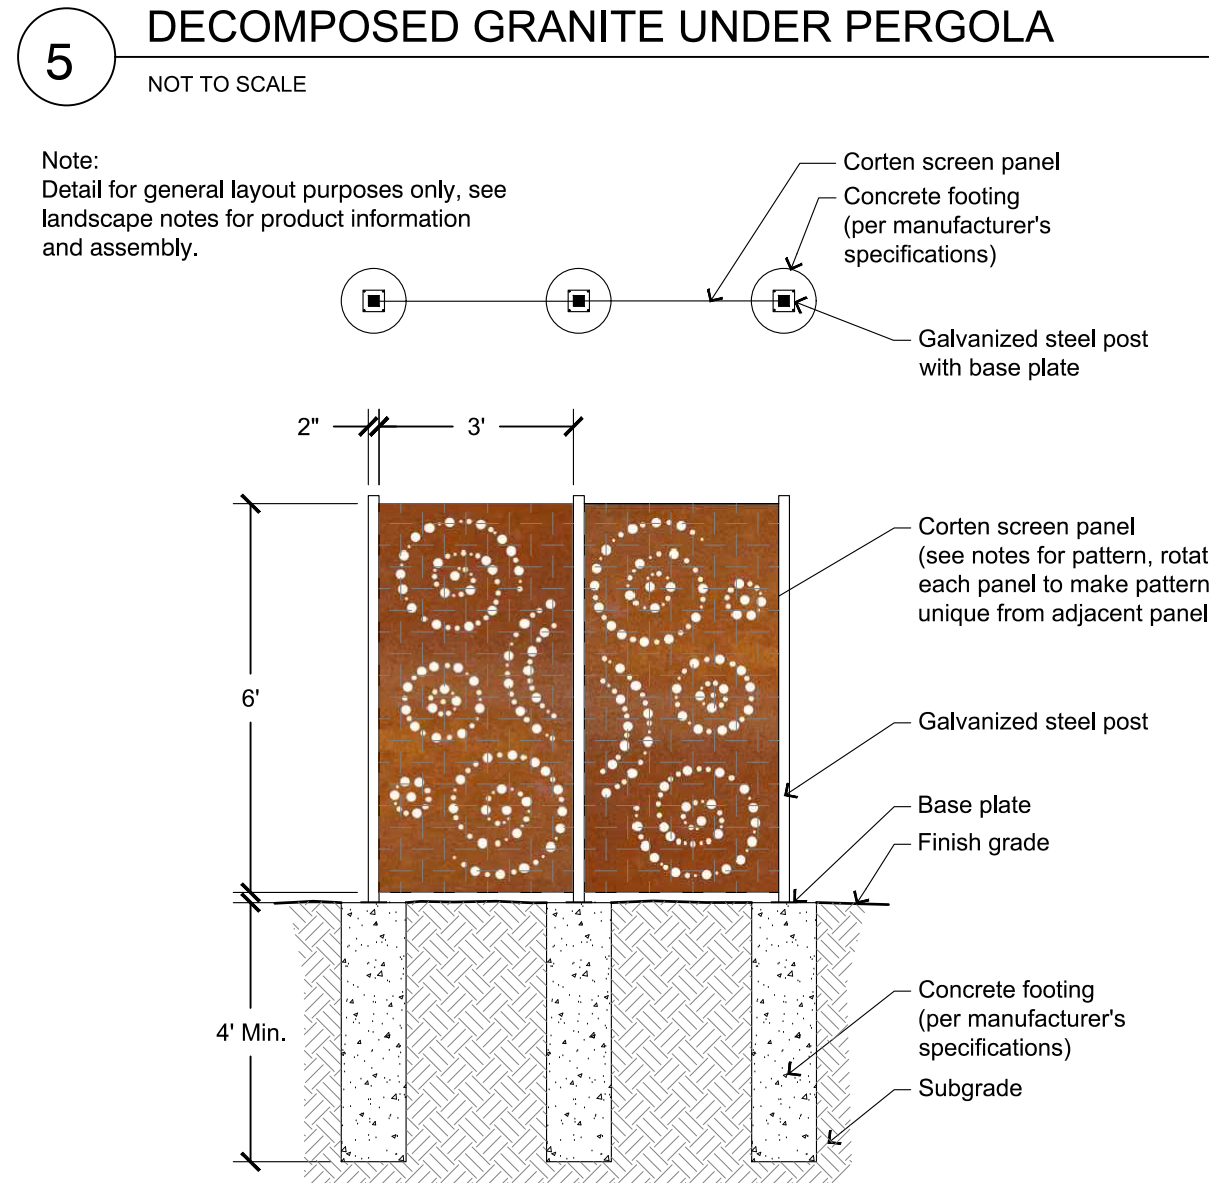 5
DECOMPOSED GRANITE UNDER PERGOLA
NOT TO SCALE
Note:
Detail for general layout purposes only, see
landscape notes for product information
and assembly.
Corten screen panel
Concrete footing
(per manufacturer's
specifications)
Galvanized steel post
with base plate
2"
3'
6'
4' Min.
Corten screen panel
(see notes for pattern, rotat
each panel to make pattern
unique from adjacent panel
Galvanized steel post
Base plate
Finish grade
Concrete footing
(per manufacturer's
specifications)
Subgrade